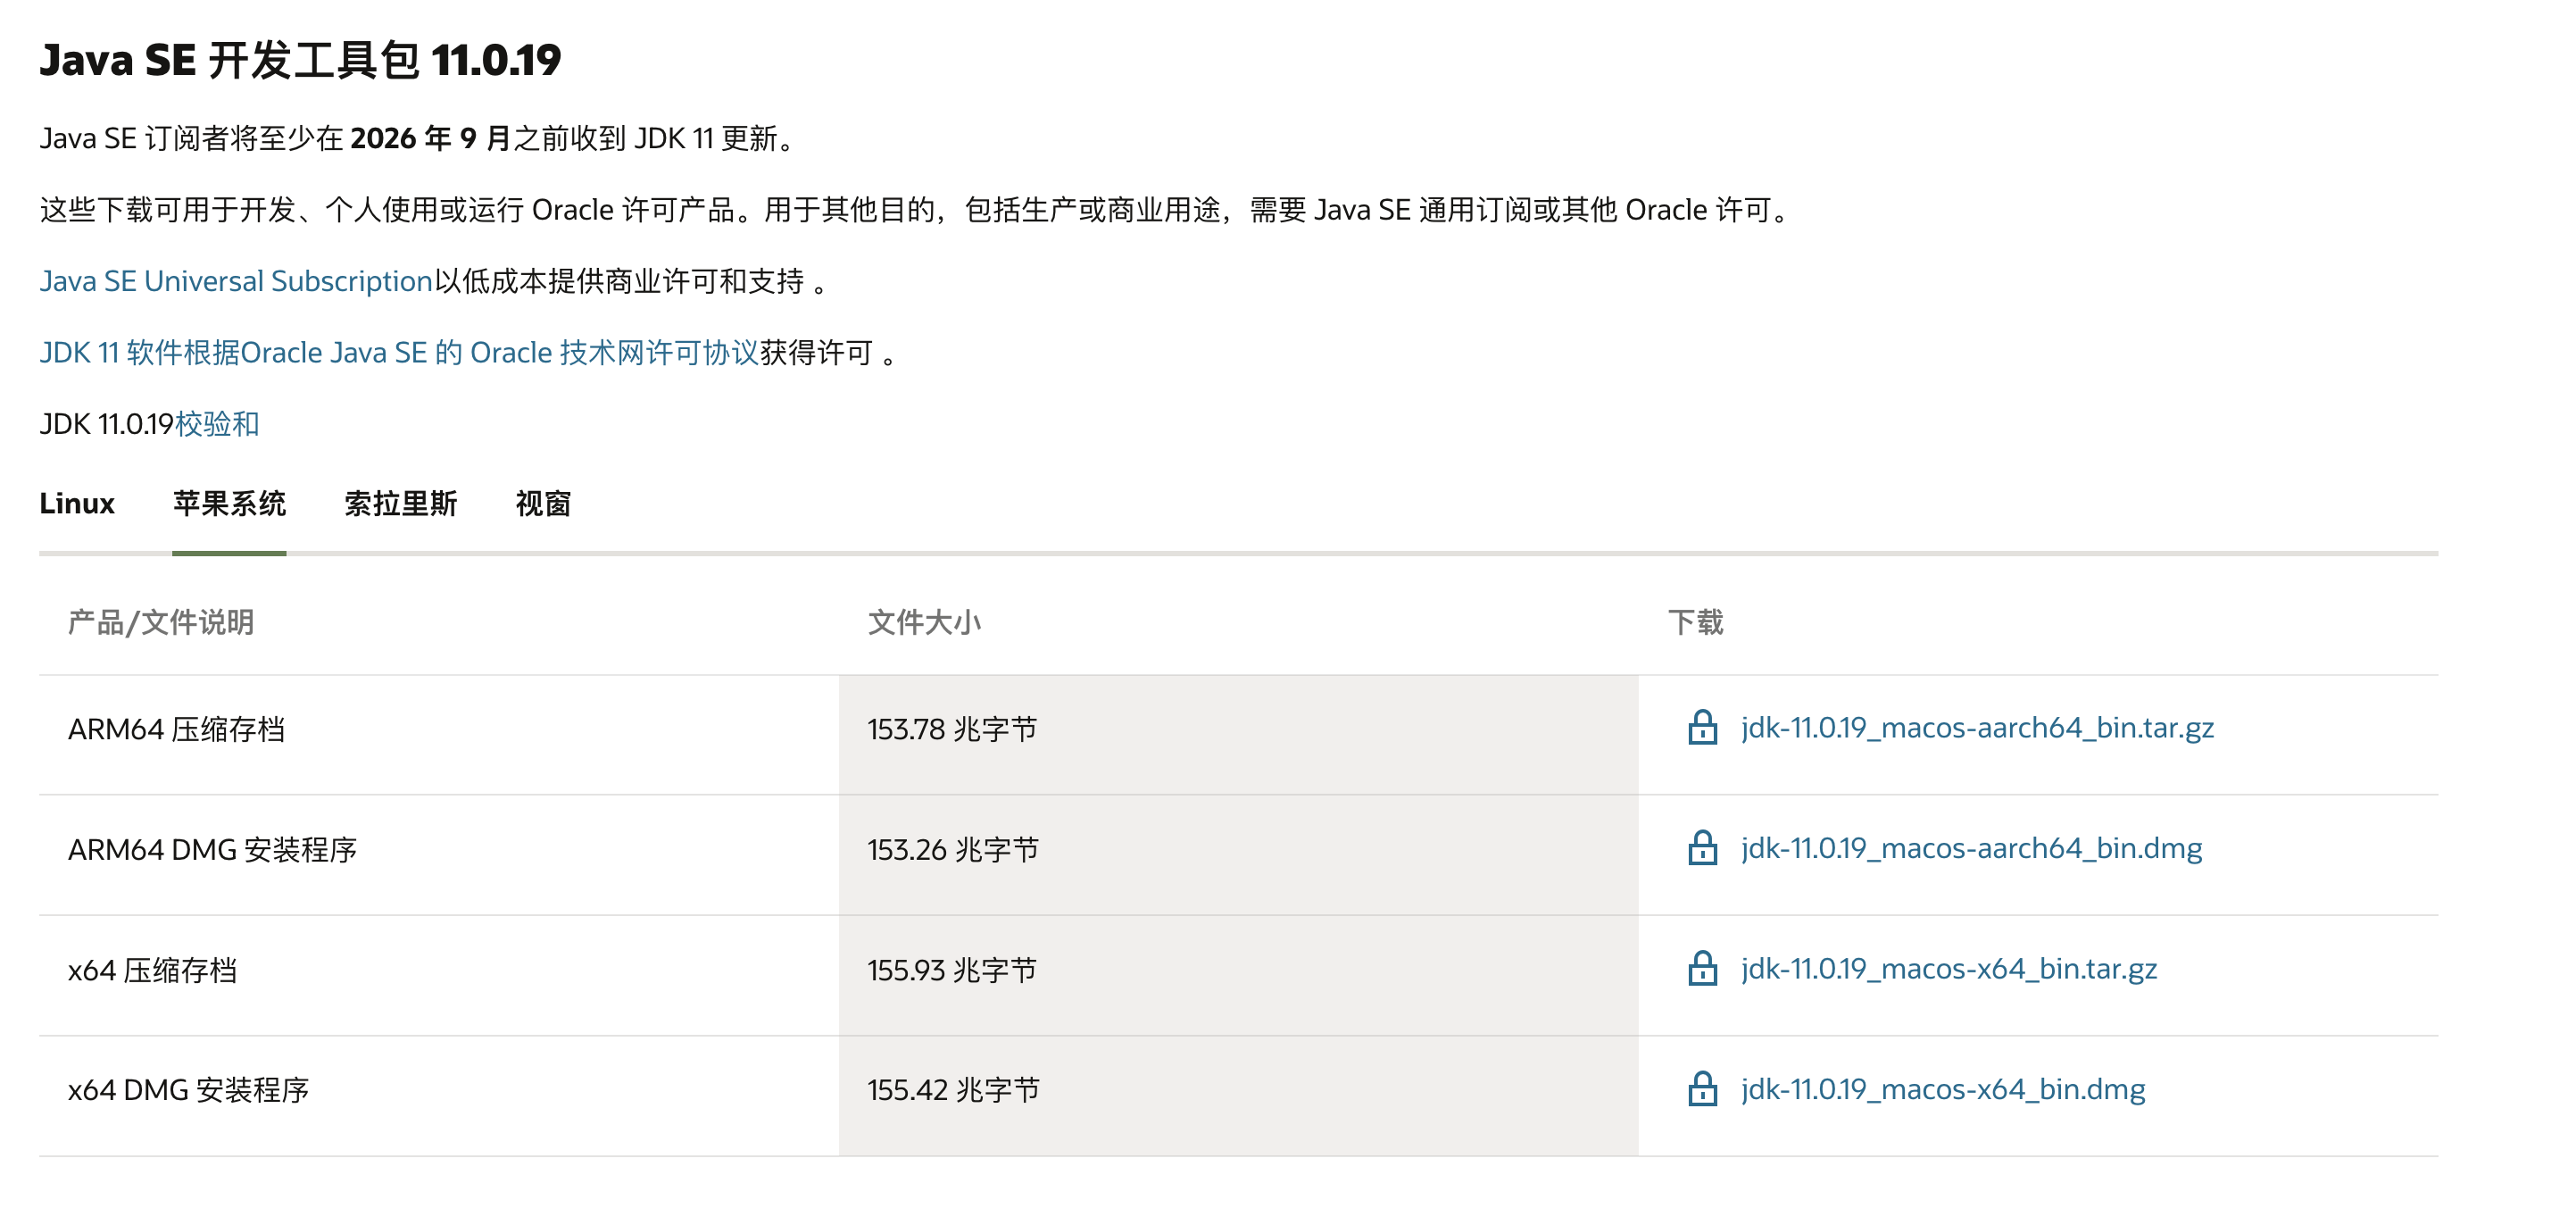 Java SE 开发工具包 11.0.19
Java SE 订阅者将至少在 2026 年 9 月之前收到 JDK 11 更新。
这些下载可用于开发、个人使用或运行 Oracle 许可产品。用于其他目的，包括生产或商业用途，需要 Java SE 通用订阅或其他 Oracle 许可。
Java SE Universal Subscription以低成本提供商业许可和支持 。
JDK 11 软件根据Oracle Java SE 的 Oracle 技术网许可协议获得许可 。
JDK 11.0.19校验和
Linux 苹果系统 索拉里斯 视窗
产品/文件说明 文件大小 下载
ARM64 压缩存档 153.78 兆字节 jdk-11.0.19_macos-aarch64_bin.tar.gz
ARM64 DMG 安装程序 153.26 兆字节 jdk-11.0.19_macos-aarch64_bin.dmg
x64 压缩存档 155.93 兆字节 jdk-11.0.19_macos-x64_bin.tar.gz
x64 DMG 安装程序 155.42 兆字节 jdk-11.0.19_macos-x64_bin.dmg